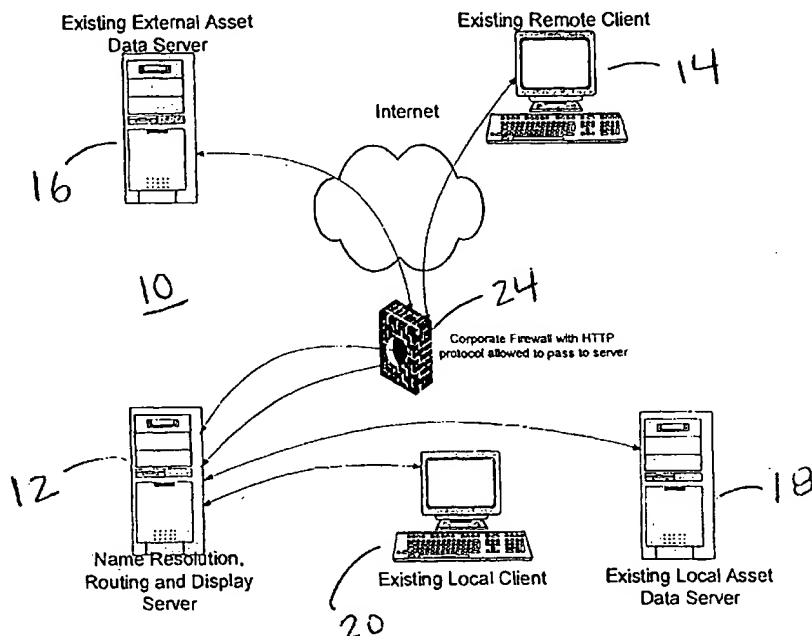 Existing External Asset
Data Server
Existing Remote Client
14
Internet
16
10
24
Corporate Firewall with HTTP
protocol allowed to pass to server
12
18
Name Resolution,
Routing and Display
Server
Existing Local Client
Existing Local Asset
Data Server
20